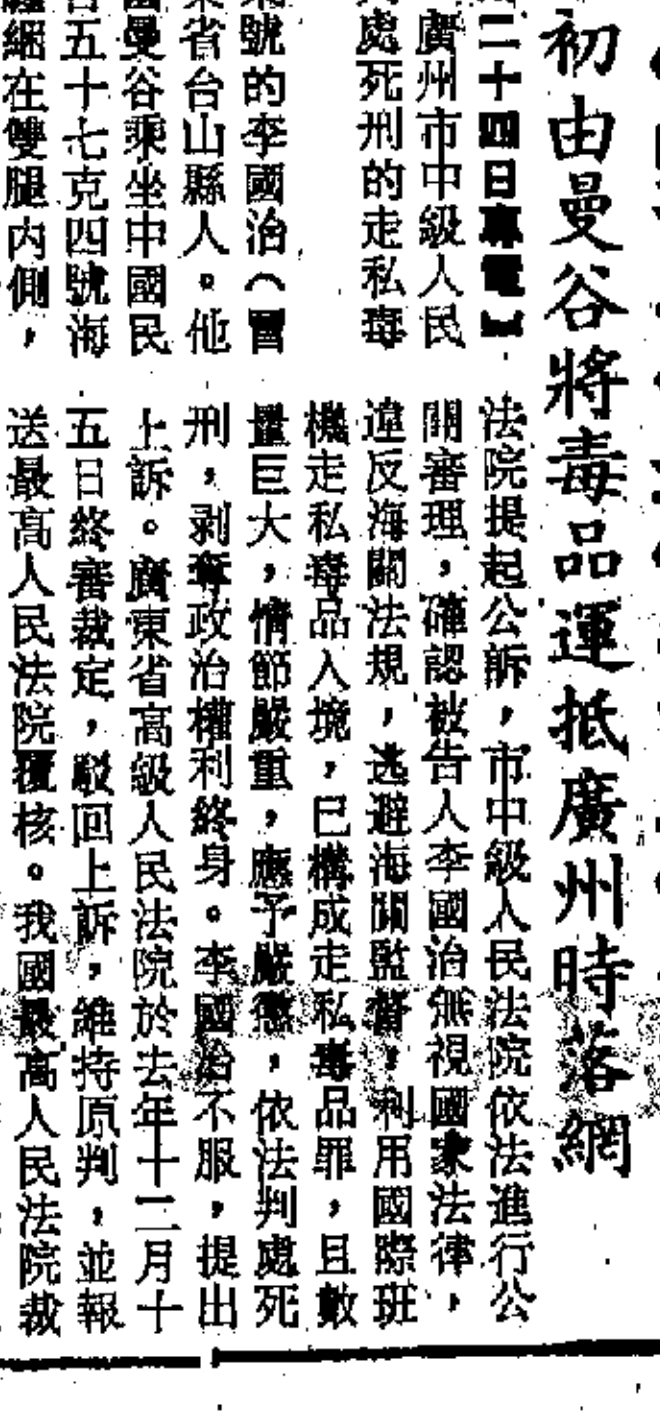 初由曼谷將毒品運抵廣州時落網
二十四日專電】
廣州市中級人民
處死刑的走私毒
號的李國治（冒
省台山縣人。他
曼谷乘坐中國民
五十七克四號海
綑在雙腿內側，
法院提起公訴，市中級人民法院依法進行公
開審理，確認被告人李國治無視國家法律，
違反海關法規，逃避海關監督，利用國際班
機走私毒品入境，已構成走私毒品罪，且數
量巨大，情節嚴重，應予嚴懲，依法判處死
刑，剥奪政治權利終身。李國治不服，提出
上訴。廣東省高級人民法院於去年十二月十
五日終審裁定，駁回上訴，維持原判，並報
送最高人民法院覆核。我國最高人民法院裁